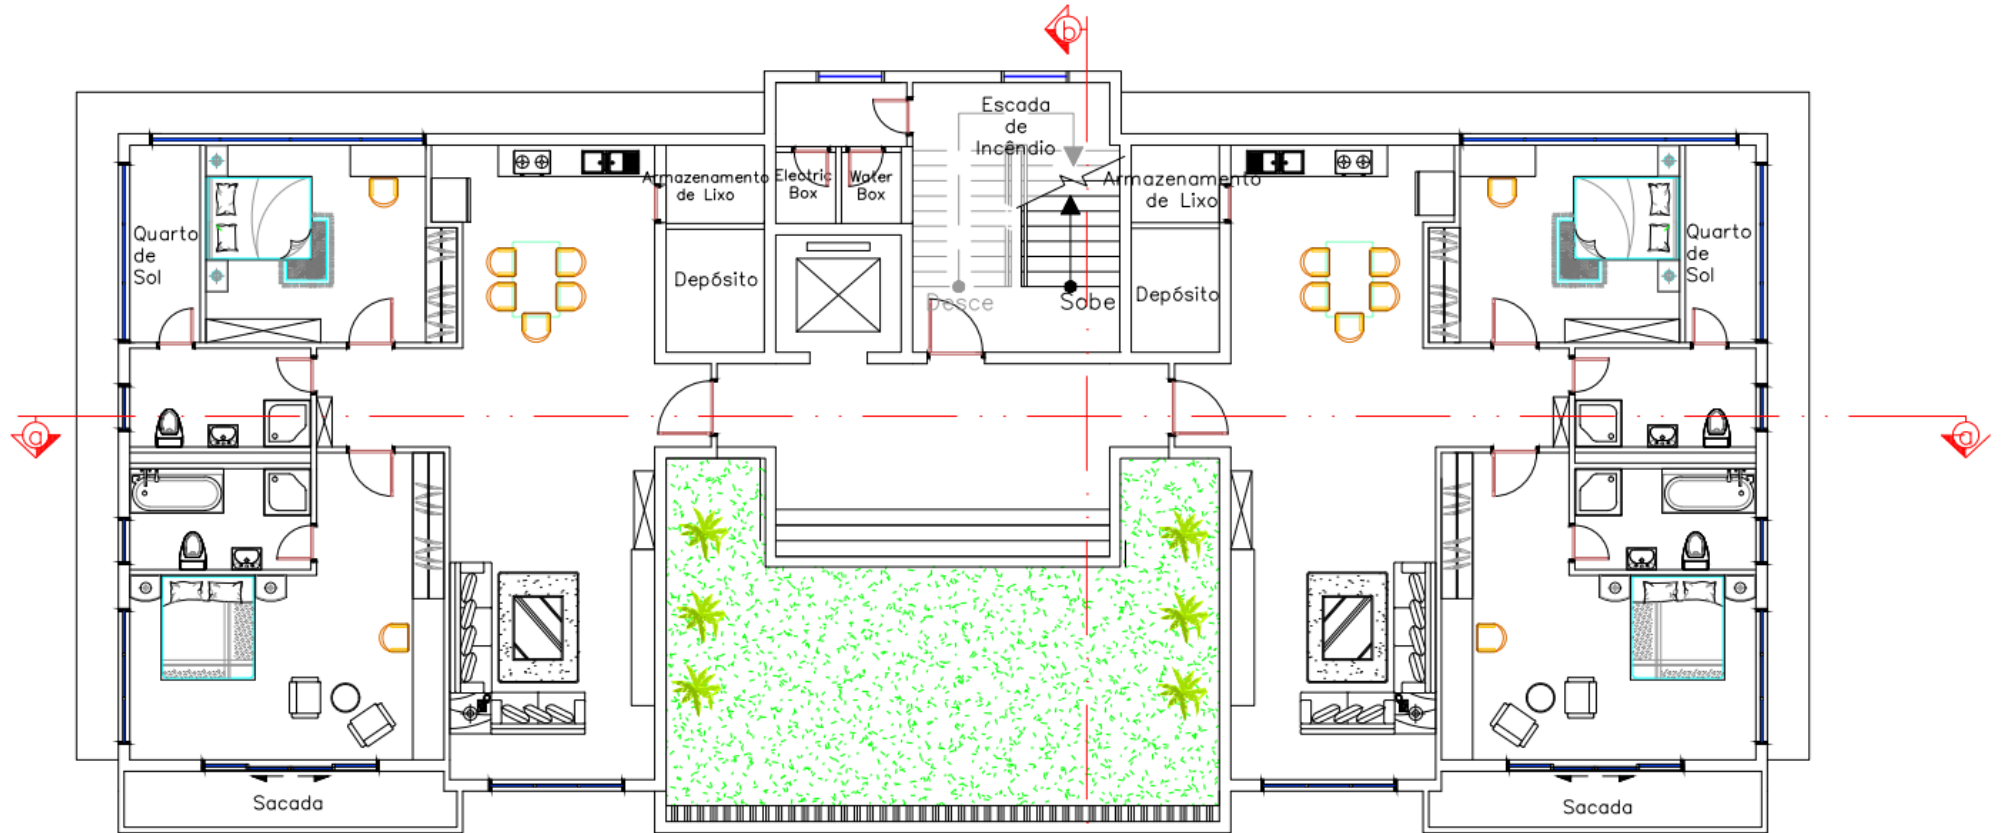 b
Escada
de
Incêndio
Armazenamento
de Lixo
Electric
Box
Water
Box
Armazenamento
de Lixo
Quarto
de
Sol
Quarto
de
Sol
Depósito
Desce
Sobe
Depósito
a
a
Sacada
Sacada